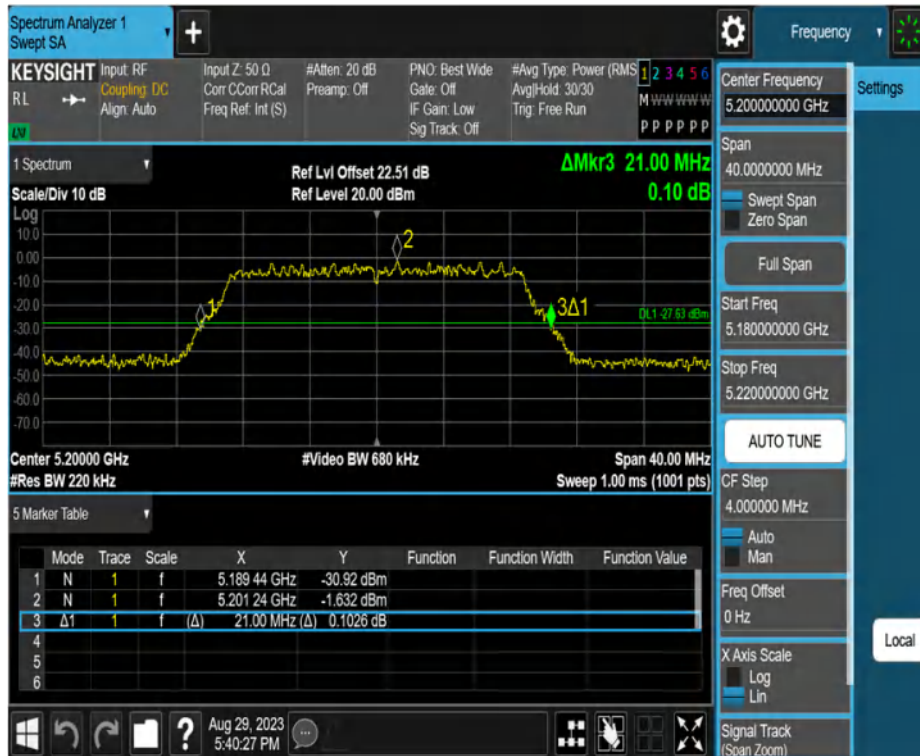 Spectrum Analyzer 1
Swept SA
+
Frequency
KEYSIGHT
RL
LNI
Input: RF
Coupling: DC
Align: Auto
Input Z: 50 Ω
Corr CCorr RCal
Freq Ref: Int (S)
#Atten: 20 dB
Preamp: Off
PNO: Best Wide
Gate: Off
IF Gain: Low
Sig Track: Off
#Avg Type: Power (RMS
Avg|Hold: 30/30
Trig: Free Run
1 2 3 4 5 6
M W W W W W
P P P P P P
Center Frequency
5.200000000 GHz
Settings
Span
40.0000000 MHz
Swept Span
Zero Span
Full Span
Start Freq
5.180000000 GHz
Stop Freq
5.220000000 GHz
AUTO TUNE
CF Step
4.000000 MHz
Auto
Man
Freq Offset
0 Hz
X Axis Scale
Log
Lin
Signal Track
(Span Zoom)
Local
1 Spectrum
Scale/Div 10 dB
Ref Lvl Offset 22.51 dB
Ref Level 20.00 dBm
ΔMkr3 21.00 MHz
0.10 dB
Log
10.0
0.00
-10.0
-20.0
-30.0
-40.0
-50.0
-60.0
-70.0
1
2
3Δ1
DL1 -27.63 dBm
Center 5.20000 GHz
#Video BW 680 kHz
Span 40.00 MHz
#Res BW 220 kHz
Sweep 1.00 ms (1001 pts)
5 Marker Table
Mode Trace Scale X Y Function Function Width Function Value
1 N 1 f 5.189 44 GHz -30.92 dBm
2 N 1 f 5.201 24 GHz -1.632 dBm
3 Δ1 1 f (Δ) 21.00 MHz (Δ) 0.1026 dB
4
5
6
?
Aug 29, 2023
5:40:27 PM